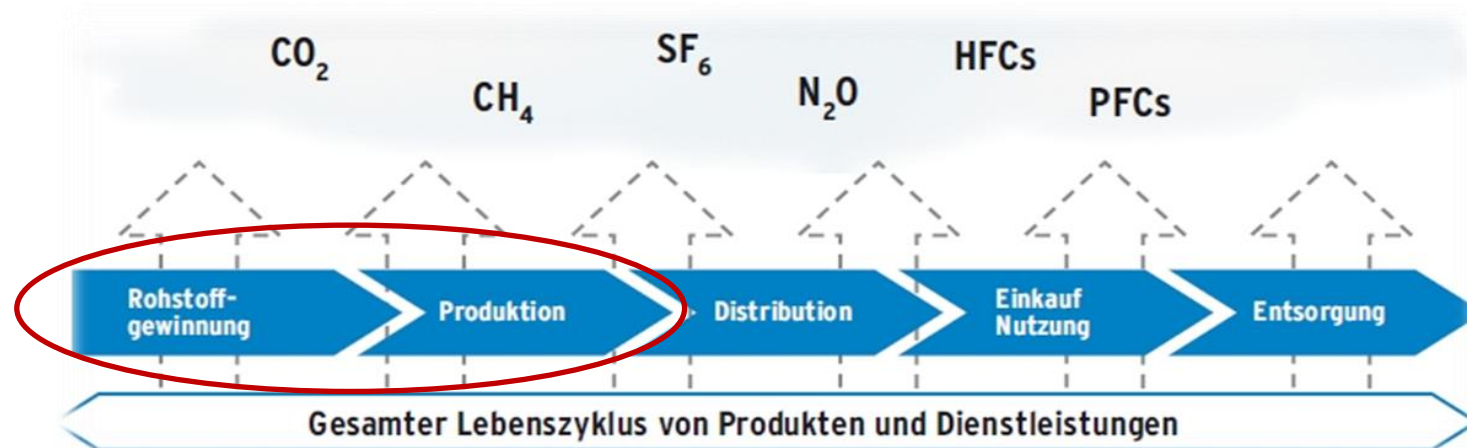 CO₂
SF₆
HFCs
CH₄
N₂O
PFCs
Rohstoff-
gewinnung
Produktion
Distribution
Einkauf
Nutzung
Entsorgung
Gesamter Lebenszyklus von Produkten und Dienstleistungen